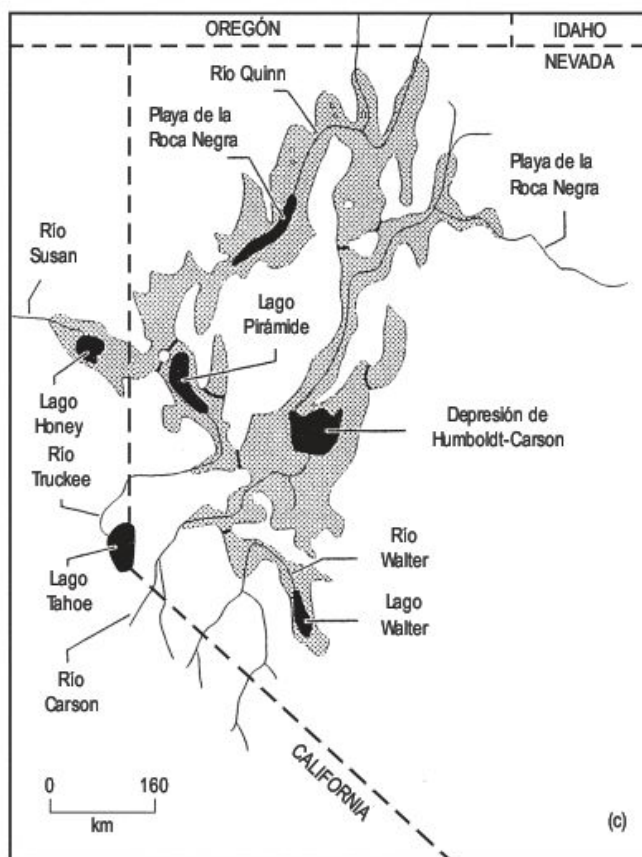 OREGÓN
IDAHO
NEVADA
Río Quinn
Playa de la
Roca Negra
Playa de la
Roca Negra
Río
Susan
Lago
Pirámide
Lago
Honey
Depresión de
Humboldt-Carson
Río
Truckee
Río
Walter
Lago
Tahoe
Lago
Walter
Río
Carson
CALIFORNIA
0 160
km
(c)